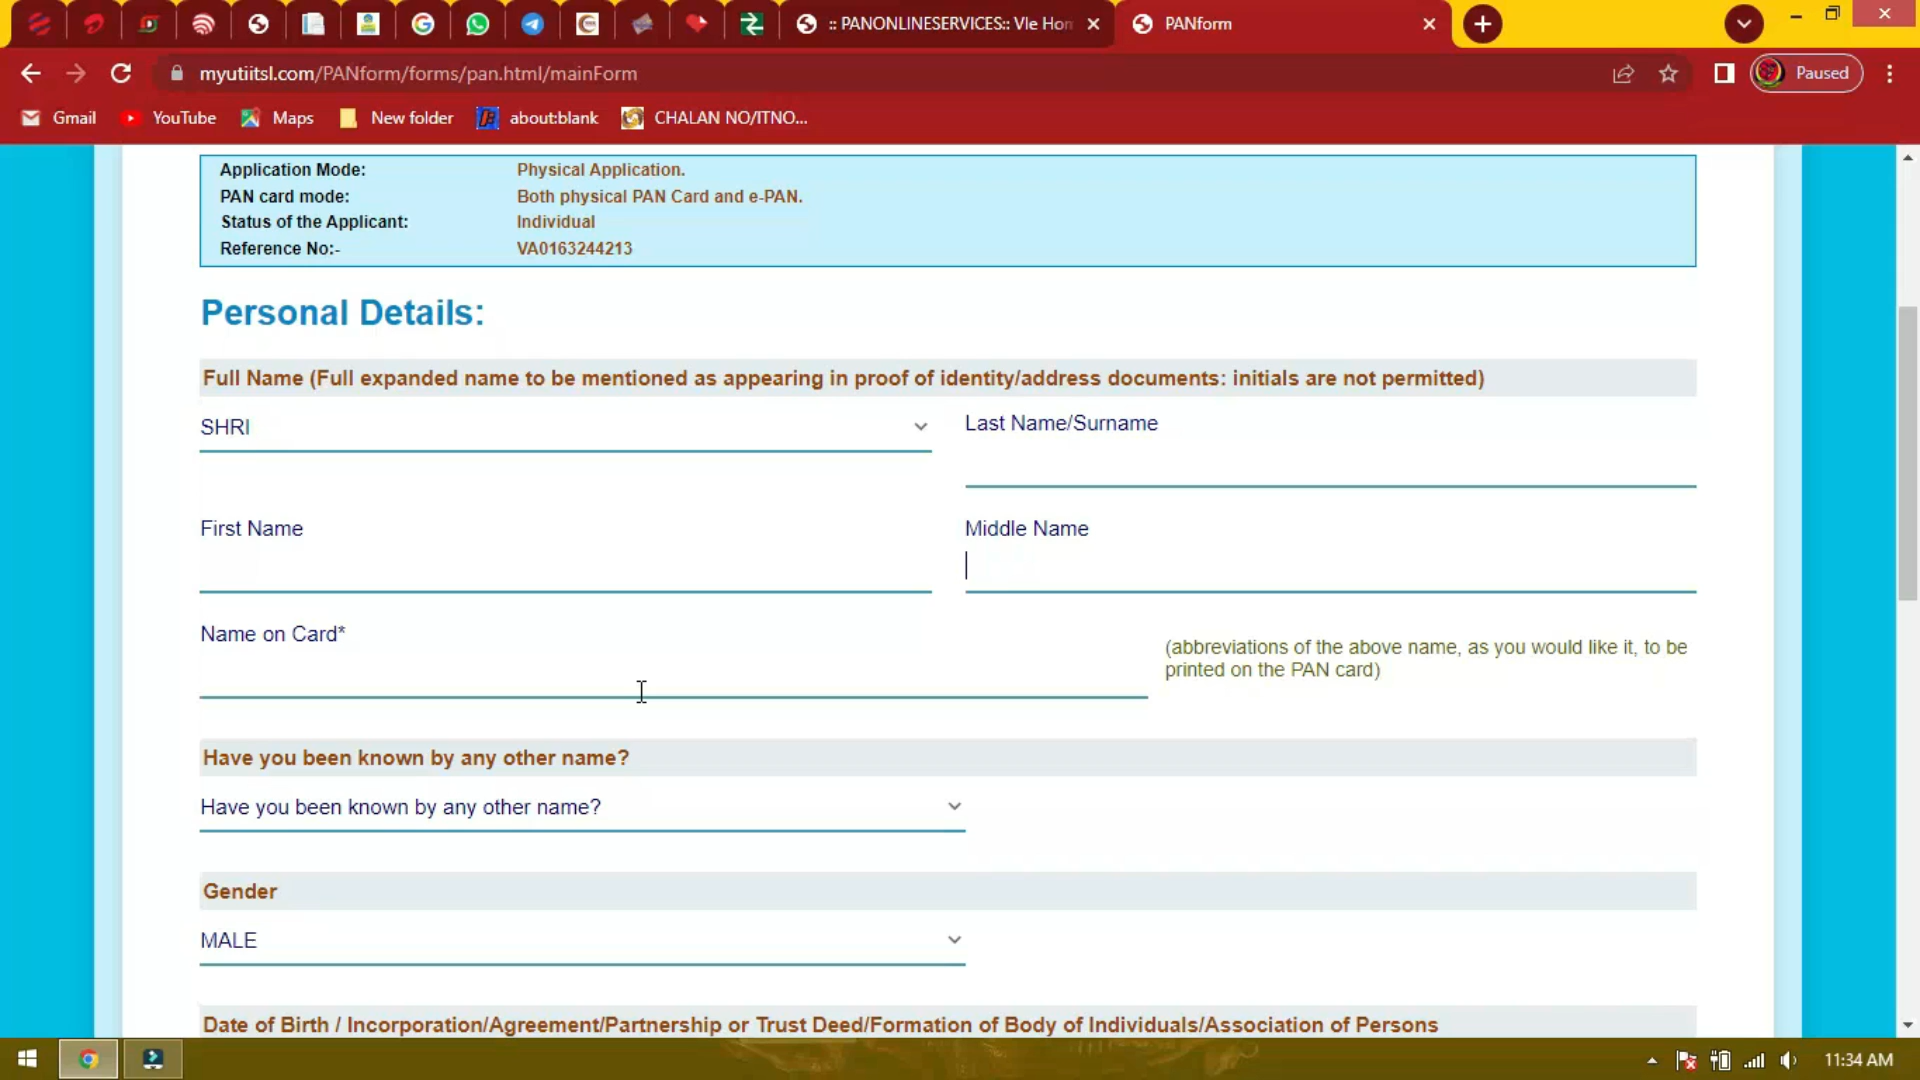 :: PANONLINESERVICES:: Vle Hon
PANform
myutiitsl.com/PANform/forms/pan.html/mainForm
Paused
Gmail
YouTube
Maps
New folder
about:blank
CHALAN NO/ITNO...
Application Mode: Physical Application.
PAN card mode: Both physical PAN Card and e-PAN.
Status of the Applicant: Individual
Reference No:- VA0163244213
Personal Details:
Full Name (Full expanded name to be mentioned as appearing in proof of identity/address documents: initials are not permitted)
SHRI
Last Name/Surname
First Name
Middle Name
Name on Card*
(abbreviations of the above name, as you would like it, to be
printed on the PAN card)
Have you been known by any other name?
Have you been known by any other name?
Gender
MALE
Date of Birth / Incorporation/Agreement/Partnership or Trust Deed/Formation of Body of Individuals/Association of Persons
11:34 AM